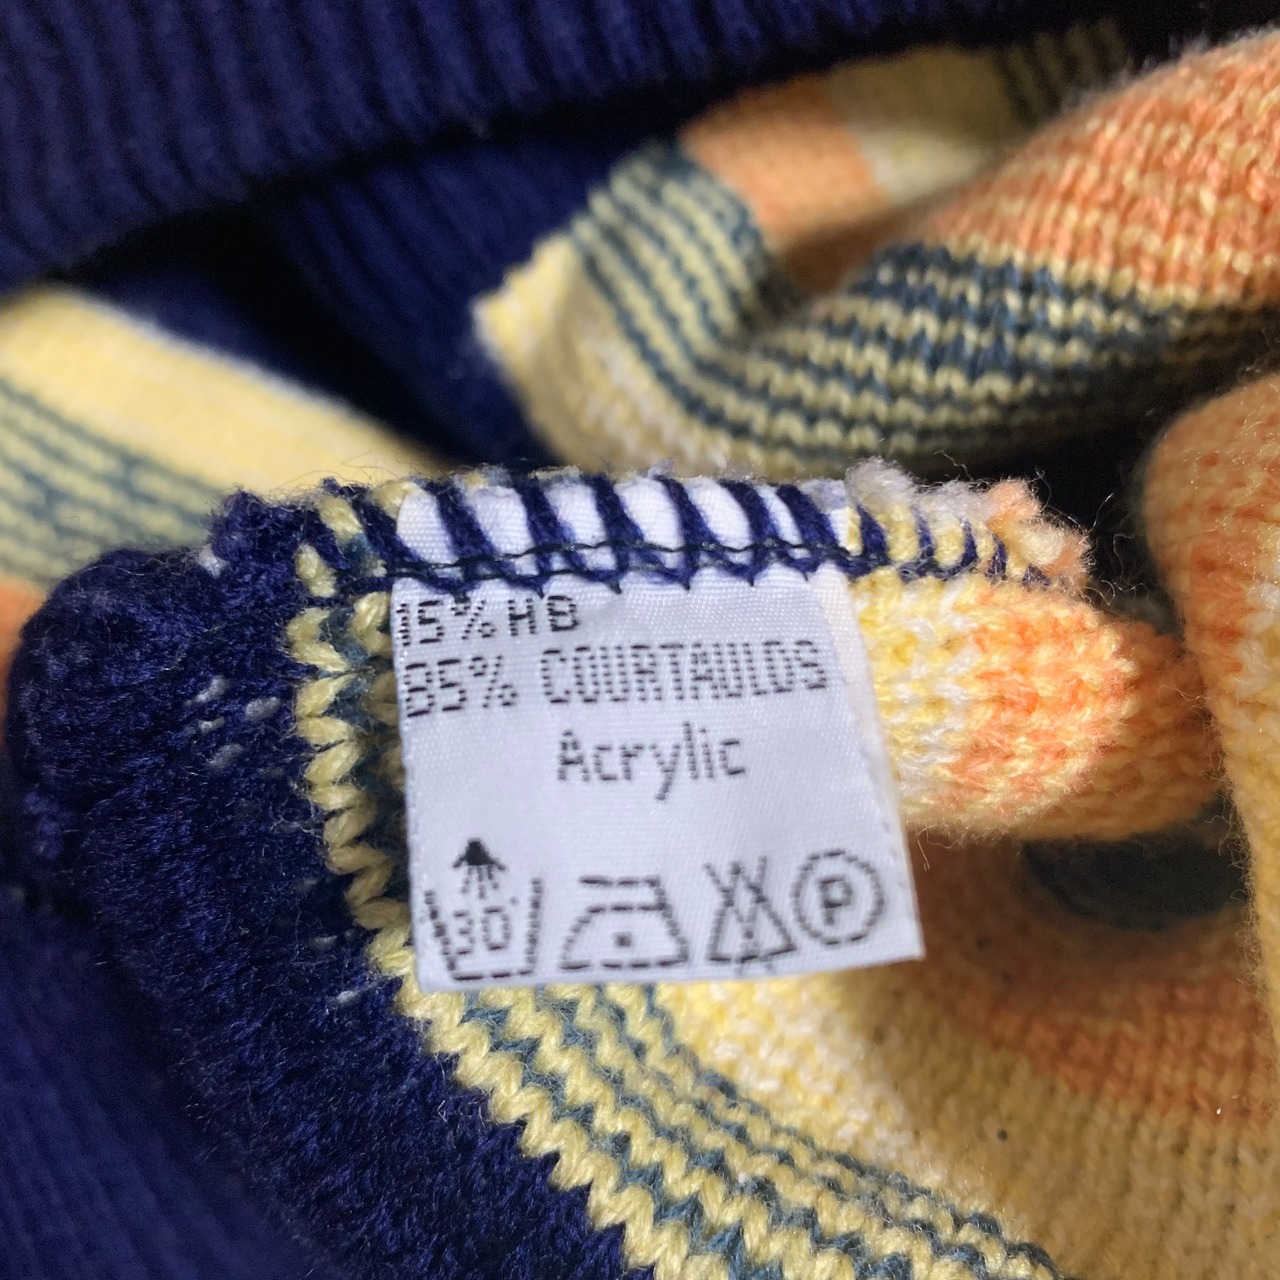 15% HB
85% COURTAULDS
Acrylic
30° P